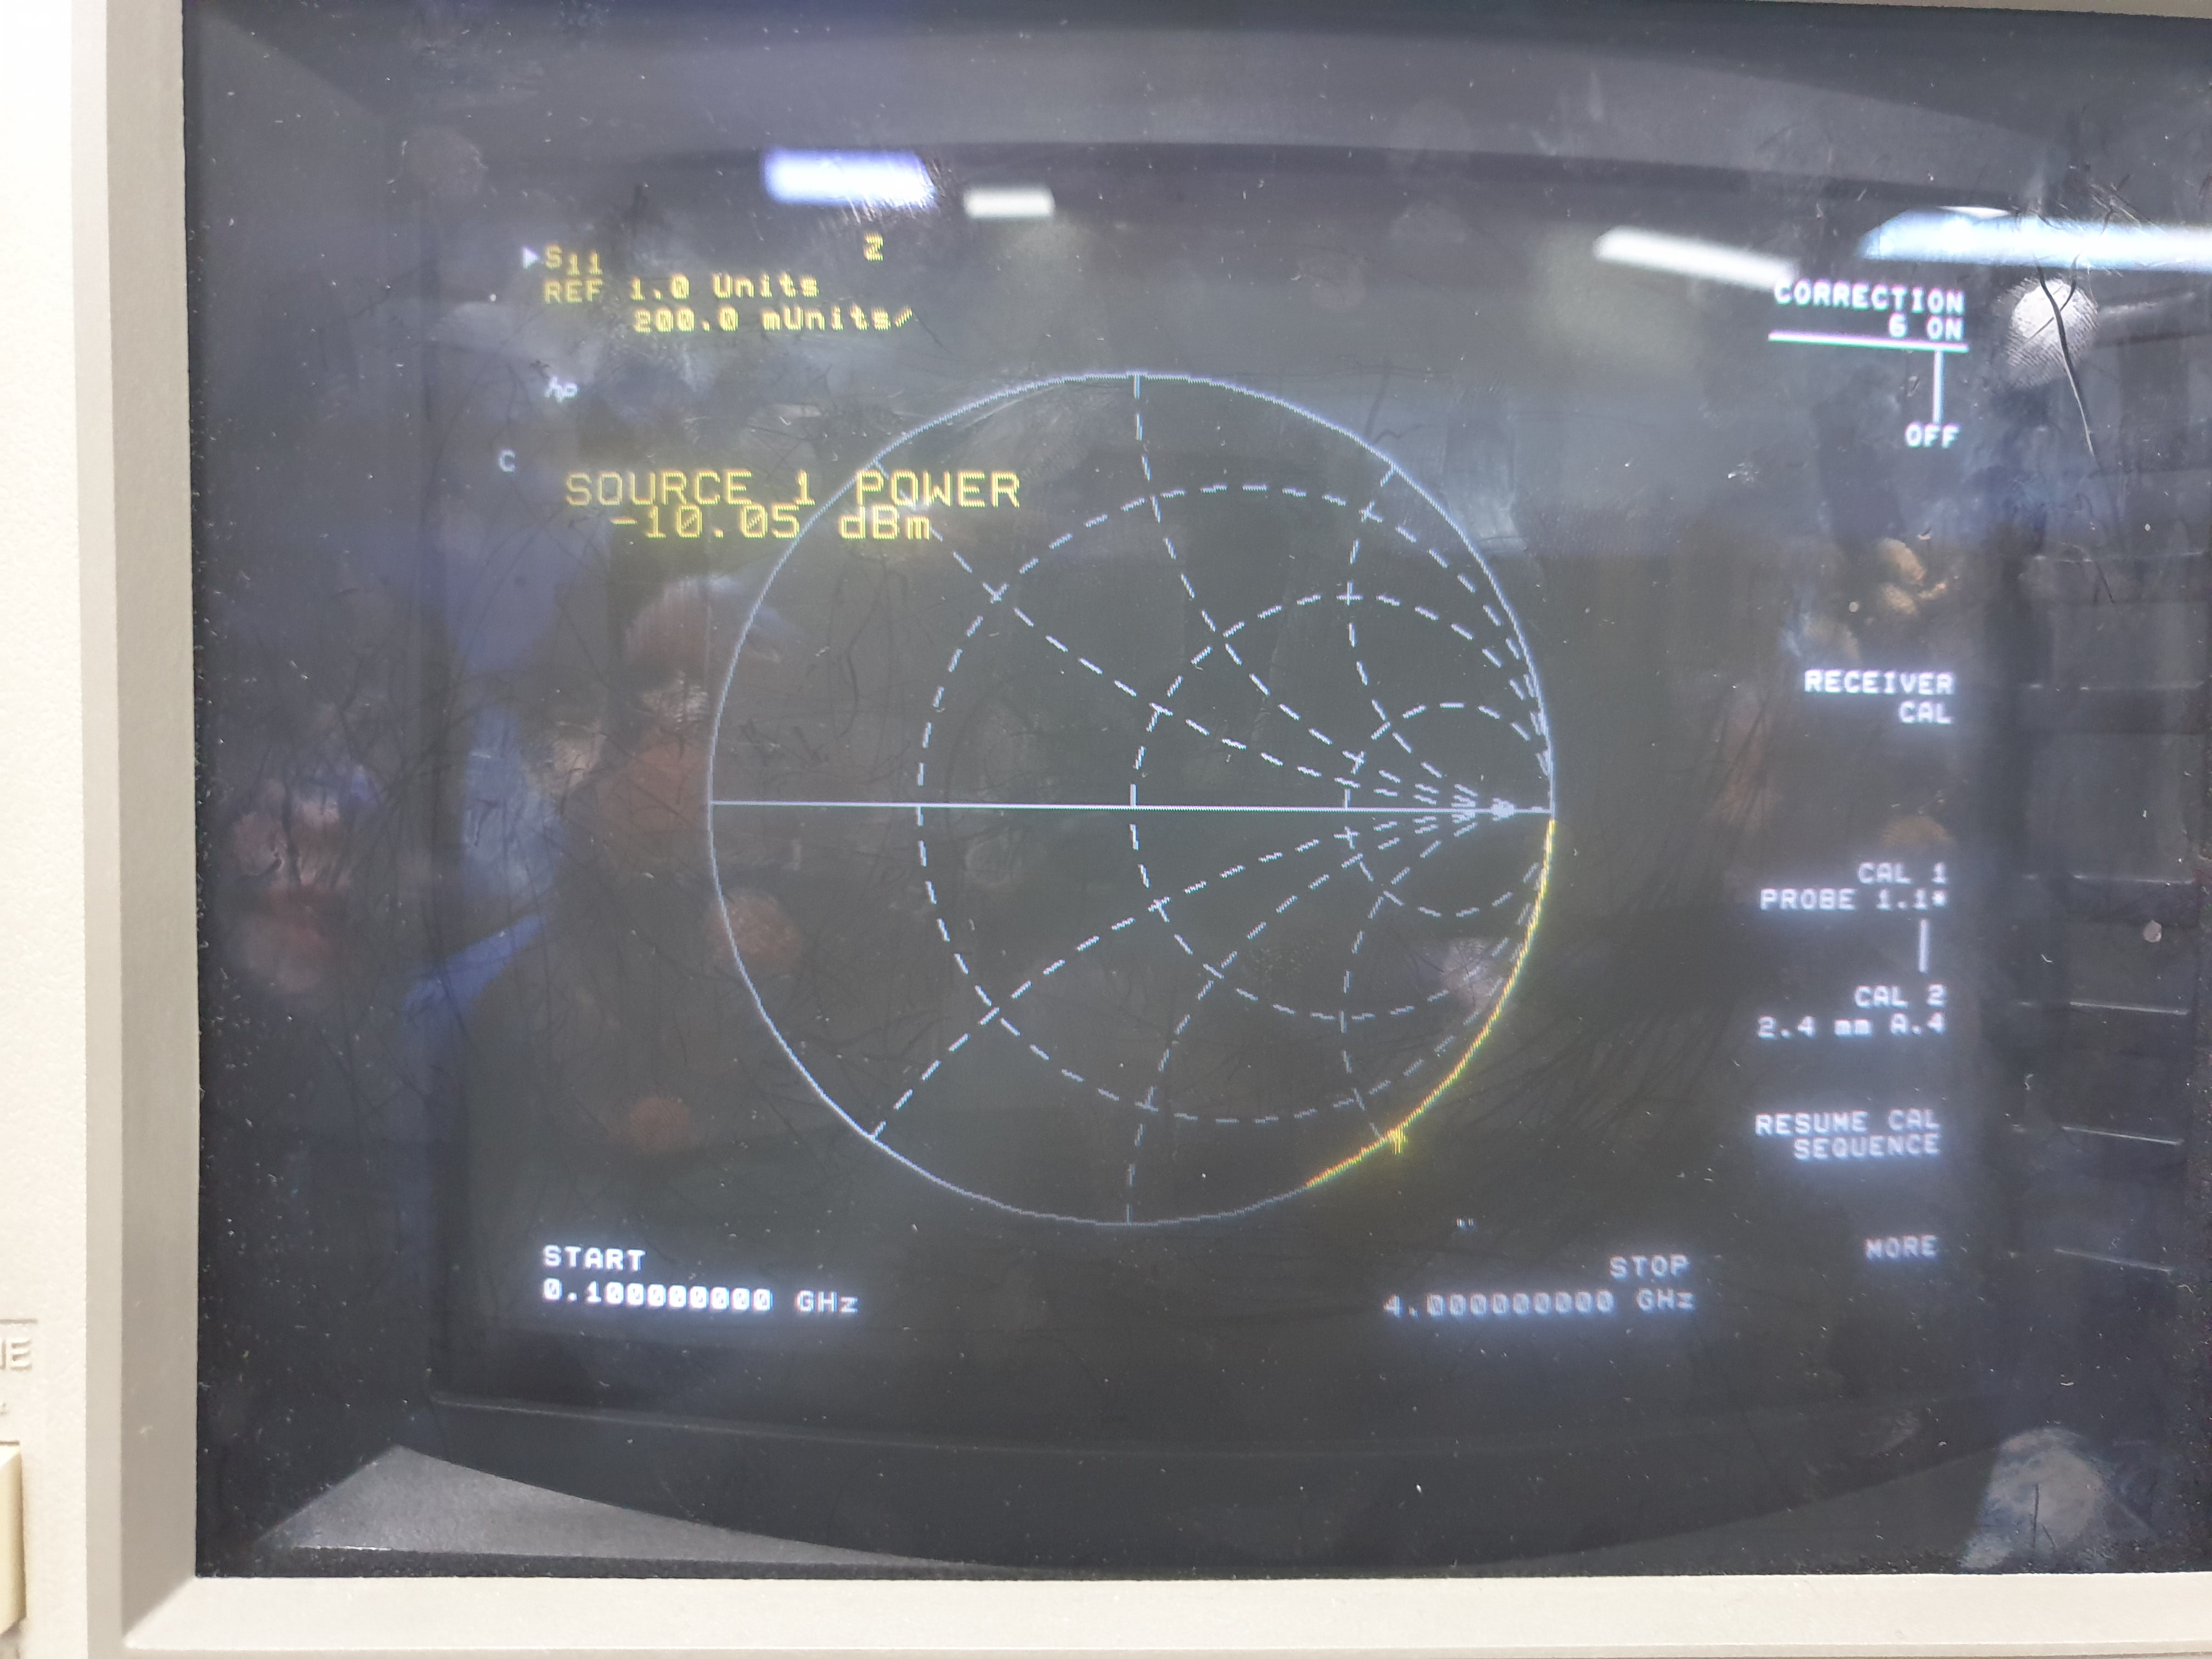 S11 Z
REF 1.0 Units
200.0 mUnits/
hp
C
SOURCE 1 POWER
-10.05 dBm
CORRECTION
6 ON
OFF
RECEIVER
CAL
CAL 1
PROBE 1.1*
CAL 2
2.4 mm A.4
RESUME CAL
SEQUENCE
MORE
START
0.100000000 GHz
STOP
4.000000000 GHz